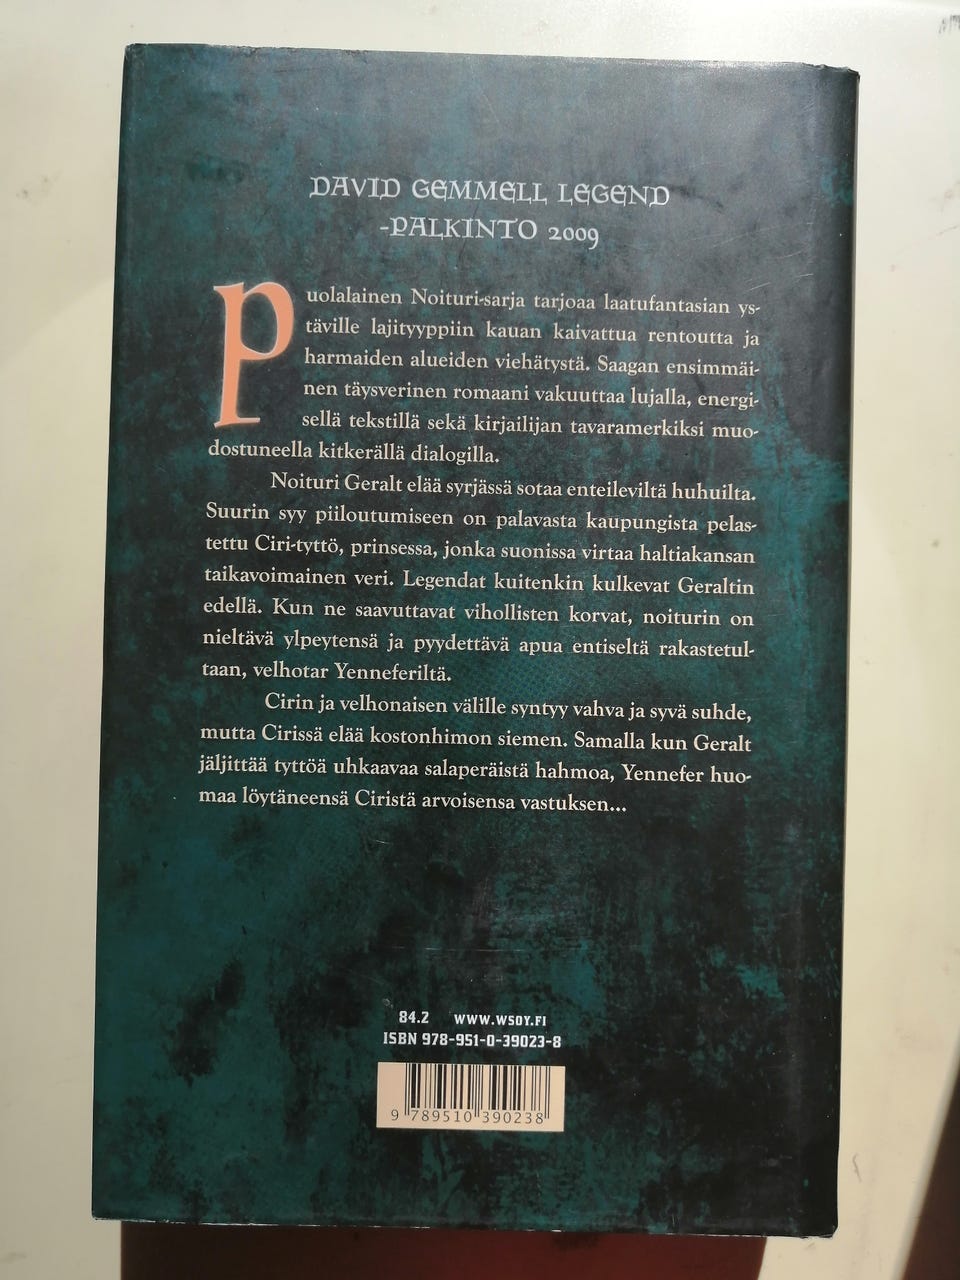 DAVID GEMMELL LEGEND
-PALKINTO 2009
Puolalainen Noituri-sarja tarjoaa laatufantasian ys-
täville lajityyppiin kauan kaivattua rentoutta ja
harmaiden alueiden viehätystä. Saagan ensimmäi-
nen täysverinen romaani vakuuttaa lujalla, energi-
sellä tekstillä sekä kirjailijan tavaramerkiksi muo-
dostuneella kitkerällä dialogilla.
Noituri Geralt elää syrjässä sotaa enteileviltä huhuilta.
Suurin syy piiloutumiseen on palavasta kaupungista pelas-
tettu Ciri-tyttö, prinsessa, jonka suonissa virtaa haltiakansan
taikavoimainen veri. Legendat kuitenkin kulkevat Geraltin
edellä. Kun ne saavuttavat vihollisten korvat, noiturin on
nieltävä ylpeytensä ja pyydettävä apua entiseltä rakastetul-
taan, velhotar Yenneferiltä.
Cirin ja velhonaisen välille syntyy vahva ja syvä suhde,
mutta Cirissä elää kostonhimon siemen. Samalla kun Geralt
jäljittää tyttöä uhkaavaa salaperäistä hahmoa, Yennefer huo-
maa löytäneensä Ciristä arvoisensa vastuksen...
84.2 WWW.WSOY.FI
ISBN 978-951-0-39023-8
9 789510 390238